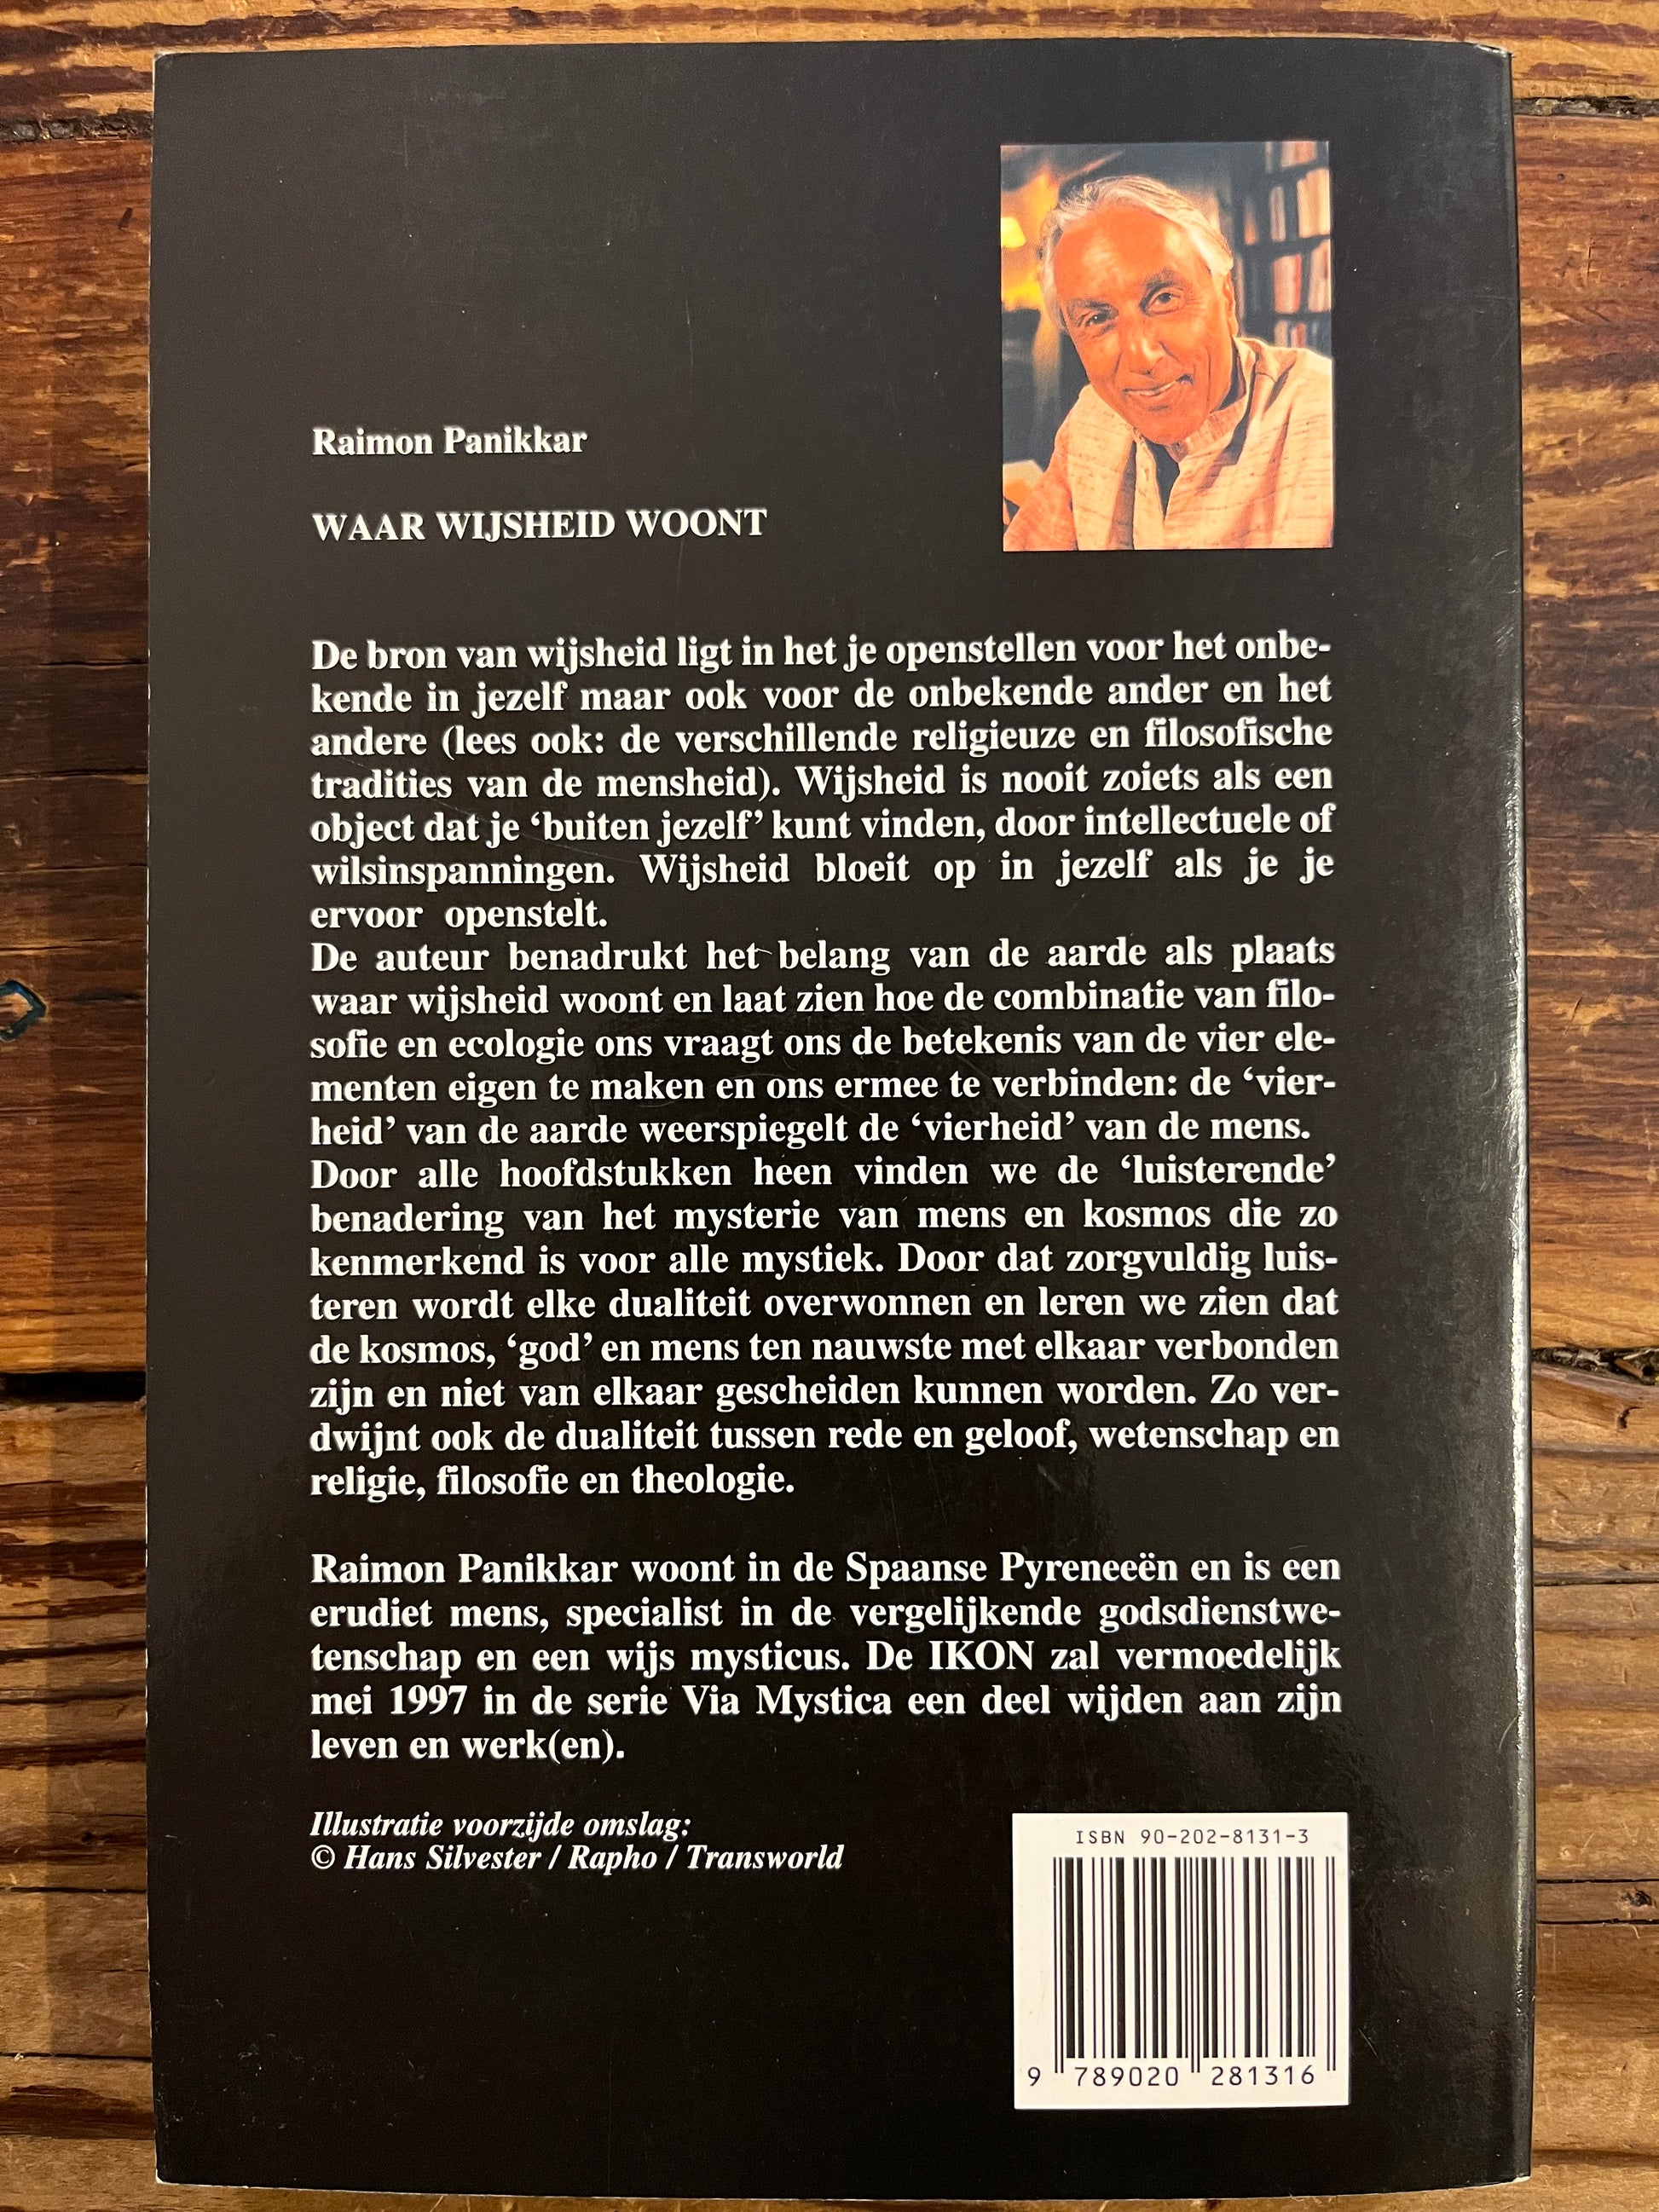 Raimon Panikkar
WAAR WIJSHEID WOONT
De bron van wijsheid ligt in het je openstellen voor het onbe-
kende in jezelf maar ook voor de onbekende ander en het
andere (lees ook: de verschillende religieuze en filosofische
tradities van de mensheid). Wijsheid is nooit zoiets als een
object dat je ‘buiten jezelf’ kunt vinden, door intellectuele of
wilsinspanningen. Wijsheid bloeit op in jezelf als je je
ervoor openstelt.
De auteur benadrukt het belang van de aarde als plaats
waar wijsheid woont en laat zien hoe de combinatie van filo-
sofie en ecologie ons vraagt ons de betekenis van de vier ele-
menten eigen te maken en ons ermee te verbinden: de ‘vier-
heid’ van de aarde weerspiegelt de ‘vierheid’ van de mens.
Door alle hoofdstukken heen vinden we de ‘luisterende’
benadering van het mysterie van mens en kosmos die zo
kenmerkend is voor alle mystiek. Door dat zorgvuldig luis-
teren wordt elke dualiteit overwonnen en leren we zien dat
de kosmos, ‘god’ en mens ten nauwste met elkaar verbonden
zijn en niet van elkaar gescheiden kunnen worden. Zo ver-
dwijnt ook de dualiteit tussen rede en geloof, wetenschap en
religie, filosofie en theologie.
Raimon Panikkar woont in de Spaanse Pyreneeën en is een
erudiet mens, specialist in de vergelijkende godsdienstwe-
tenschap en een wijs mysticus. De IKON zal vermoedelijk
mei 1997 in de serie Via Mystica een deel wijden aan zijn
leven en werk(en).
Illustratie voorzijde omslag:
© Hans Silvester / Rapho / Transworld
ISBN 90-202-8131-3
9 789020 281316